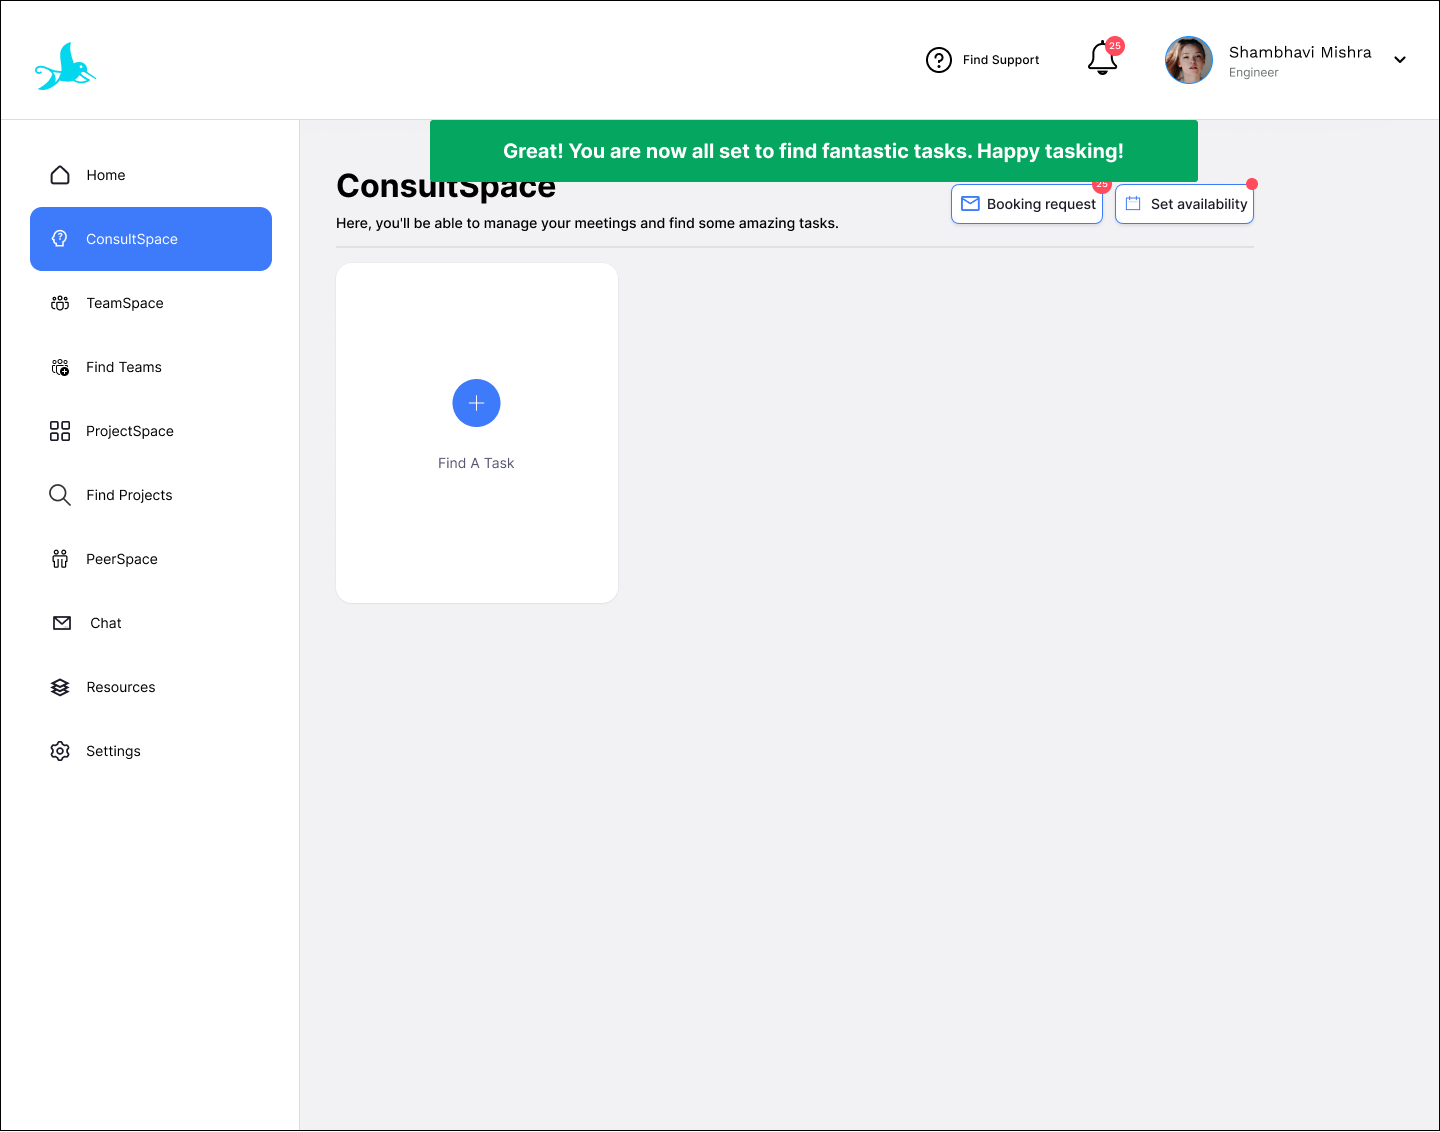 Find Support
25
Shambhavi Mishra
Engineer
Great! You are now all set to find fantastic tasks. Happy tasking!
Home
ConsultSpace
TeamSpace
Find Teams
ProjectSpace
Find Projects
PeerSpace
Chat
Resources
Settings
ConsultSpace
Here, you'll be able to manage your meetings and find some amazing tasks.
25
Booking request
Set availability
Find A Task